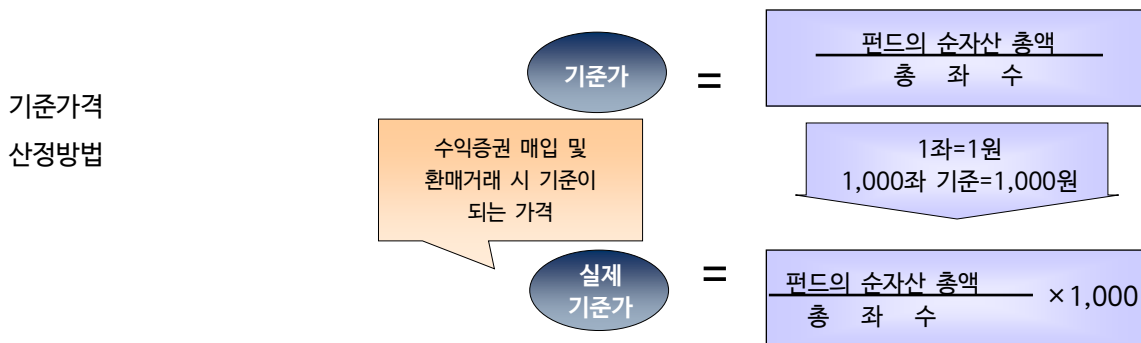 기준가격
산정방법
기준가
=
펀드의 순자산 총액
총 좌 수
수익증권 매입 및
환매거래 시 기준이
되는 가격
1좌=1원
1,000좌 기준=1,000원
실제
기준가
=
펀드의 순자산 총액
총 좌 수
×1,000